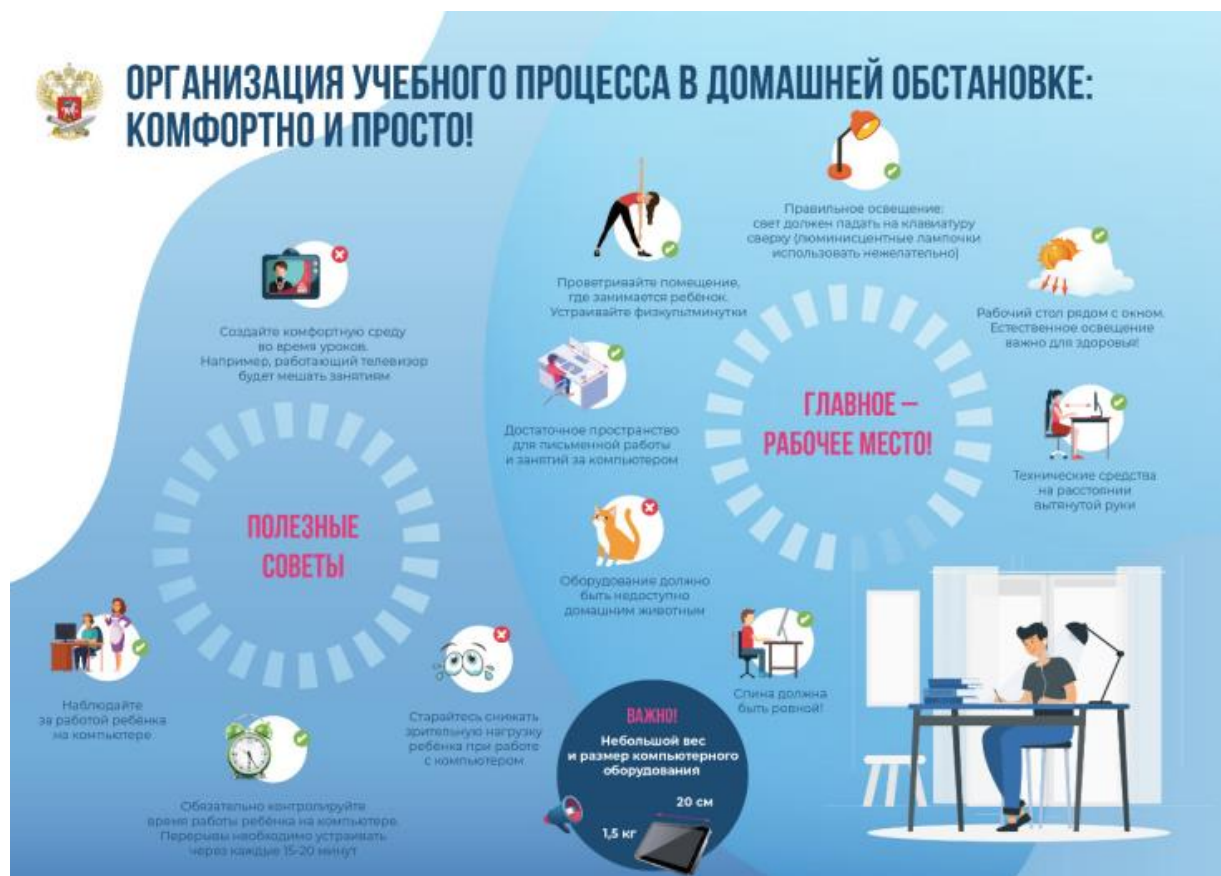 ОРГАНИЗАЦИЯ УЧЕБНОГО ПРОЦЕССА В ДОМАШНЕЙ ОБСТАНОВКЕ:
КОМФОРТНО И ПРОСТО!
Создайте комфортную среду
во время уроков.
Например, работающий телевизор
будет мешать занятиям
ПОЛЕЗНЫЕ
СОВЕТЫ
Наблюдайте
за работой ребёнка
на компьютере
Обязательно контролируйте
время работы ребёнка на компьютере.
Перерывы необходимо устраивать
через каждые 15-20 минут
Старайтесь снижать
зрительную нагрузку
ребёнка при работе
с компьютером
Проветривайте помещение,
где занимается ребёнок.
Устраивайте физкультминутки
Правильное освещение:
свет должен падать на клавиатуру
сверху (люминисцентные лампочки
использовать нежелательно)
Рабочий стол рядом с окном.
Естественное освещение
важно для здоровья!
Достаточное пространство
для письменной работы
и занятий за компьютером
ГЛАВНОЕ –
РАБОЧЕЕ МЕСТО!
Технические средства
на расстоянии
вытянутой руки
Оборудование должно
быть недоступно
домашним животным
Спина должна
быть ровной!
ВАЖНО!
Небольшой вес
и размер компьютерного
оборудования
20 см
1,5 кг